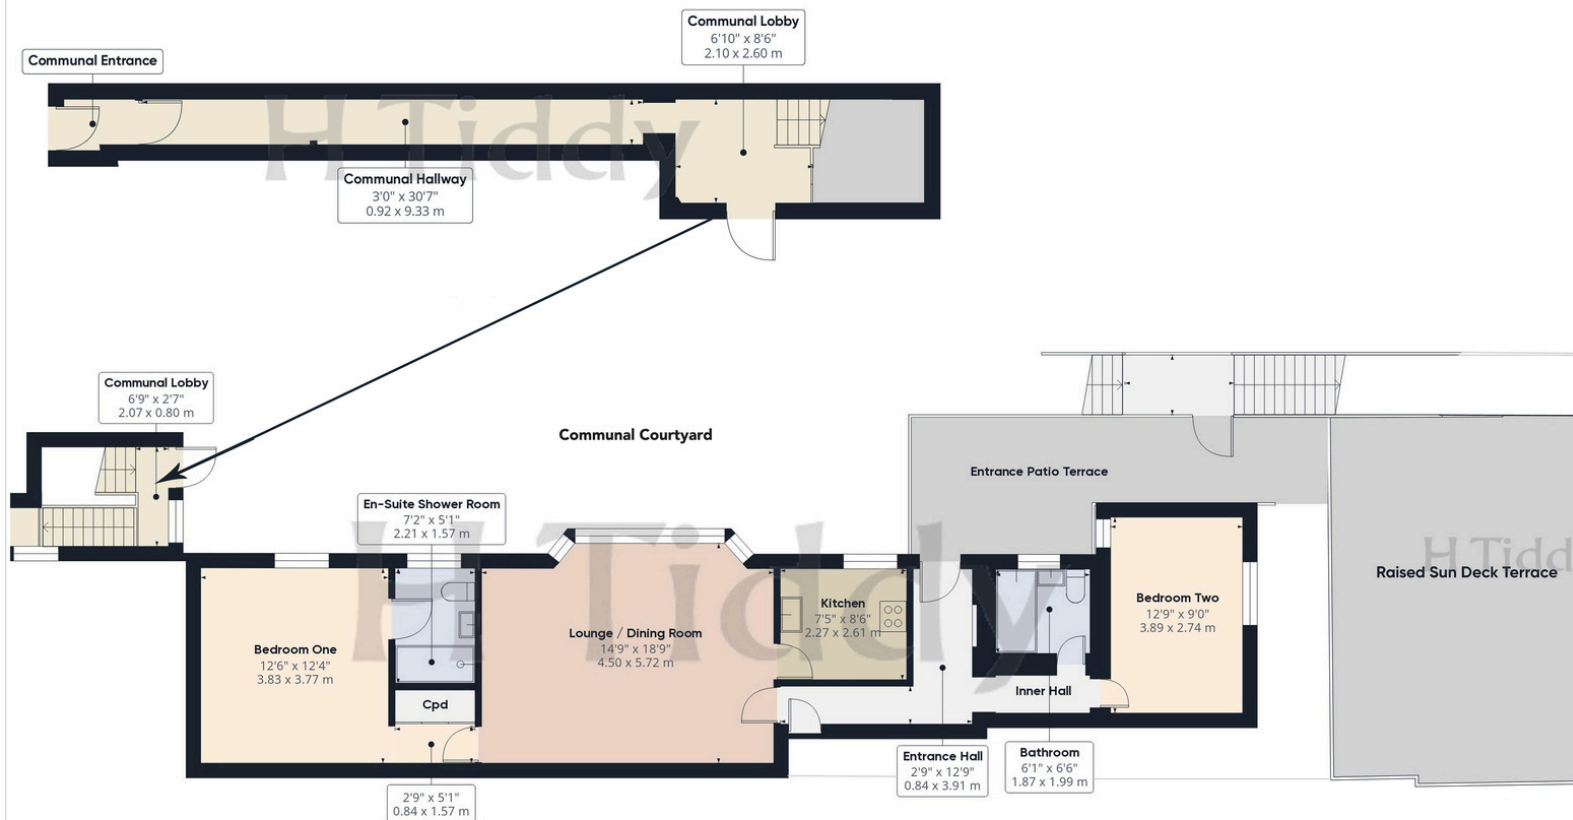 Communal Lobby
6'10" x 8'6"
2.10 x 2.60 m
Communal Entrance
H Tiddy
Communal Hallway
3'0" x 30'7"
0.92 x 9.33 m
Communal Lobby
6'9" x 2'7"
2.07 x 0.80 m
Communal Courtyard
Entrance Patio Terrace
En-Suite Shower Room
7'2" x 5'1"
2.21 x 1.57 m
H Tiddy
H Tidd
Raised Sun Deck Terrace
Bedroom One
12'6" x 12'4"
3.83 x 3.77 m
Lounge / Dining Room
14'9" x 18'9"
4.50 x 5.72 m
Kitchen
7'5" x 8'6"
2.27 x 2.61 m
Bedroom Two
12'9" x 9'0"
3.89 x 2.74 m
Cpd
Inner Hall
Entrance Hall
2'9" x 12'9"
0.84 x 3.91 m
Bathroom
6'1" x 6'6"
1.87 x 1.99 m
2'9" x 5'1"
0.84 x 1.57 m